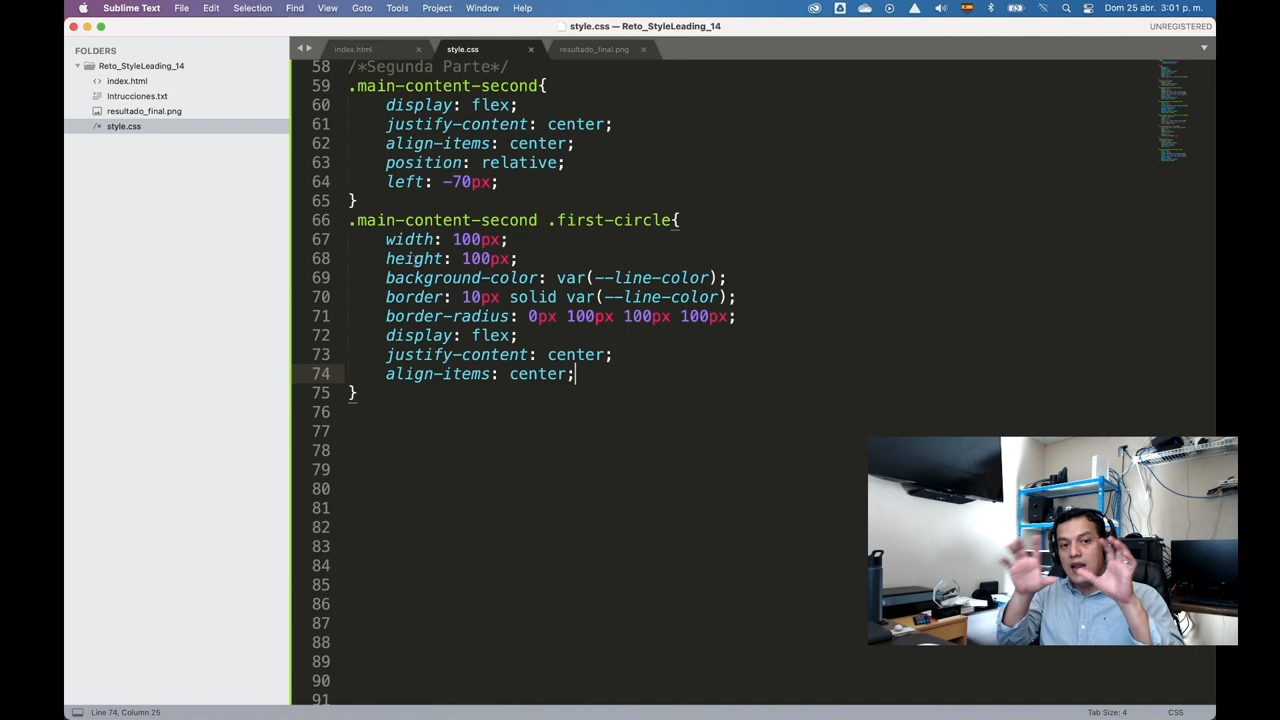 Sublime Text File Edit Selection Find View Goto Tools Project Window Help Dom 25 abr. 3:01 p. m.
style.css — Reto_StyleLeading_14 UNREGISTERED
FOLDERS
Reto_StyleLeading_14
<> index.html
Intrucciones.txt
resultado_final.png
/* style.css
index.html × style.css × resultado_final.png ×
58 /*Segunda Parte*/
59 .main-content-second{
60 display: flex;
61 justify-content: center;
62 align-items: center;
63 position: relative;
64 left: -70px;
65 }
66 .main-content-second .first-circle{
67 width: 100px;
68 height: 100px;
69 background-color: var(--line-color);
70 border: 10px solid var(--line-color);
71 border-radius: 0px 100px 100px 100px;
72 display: flex;
73 justify-content: center;
74 align-items: center;
75 }
76
77
78
79
80
81
82
83
84
85
86
87
88
89
90
91
Line 74, Column 25 Tab Size: 4 CSS